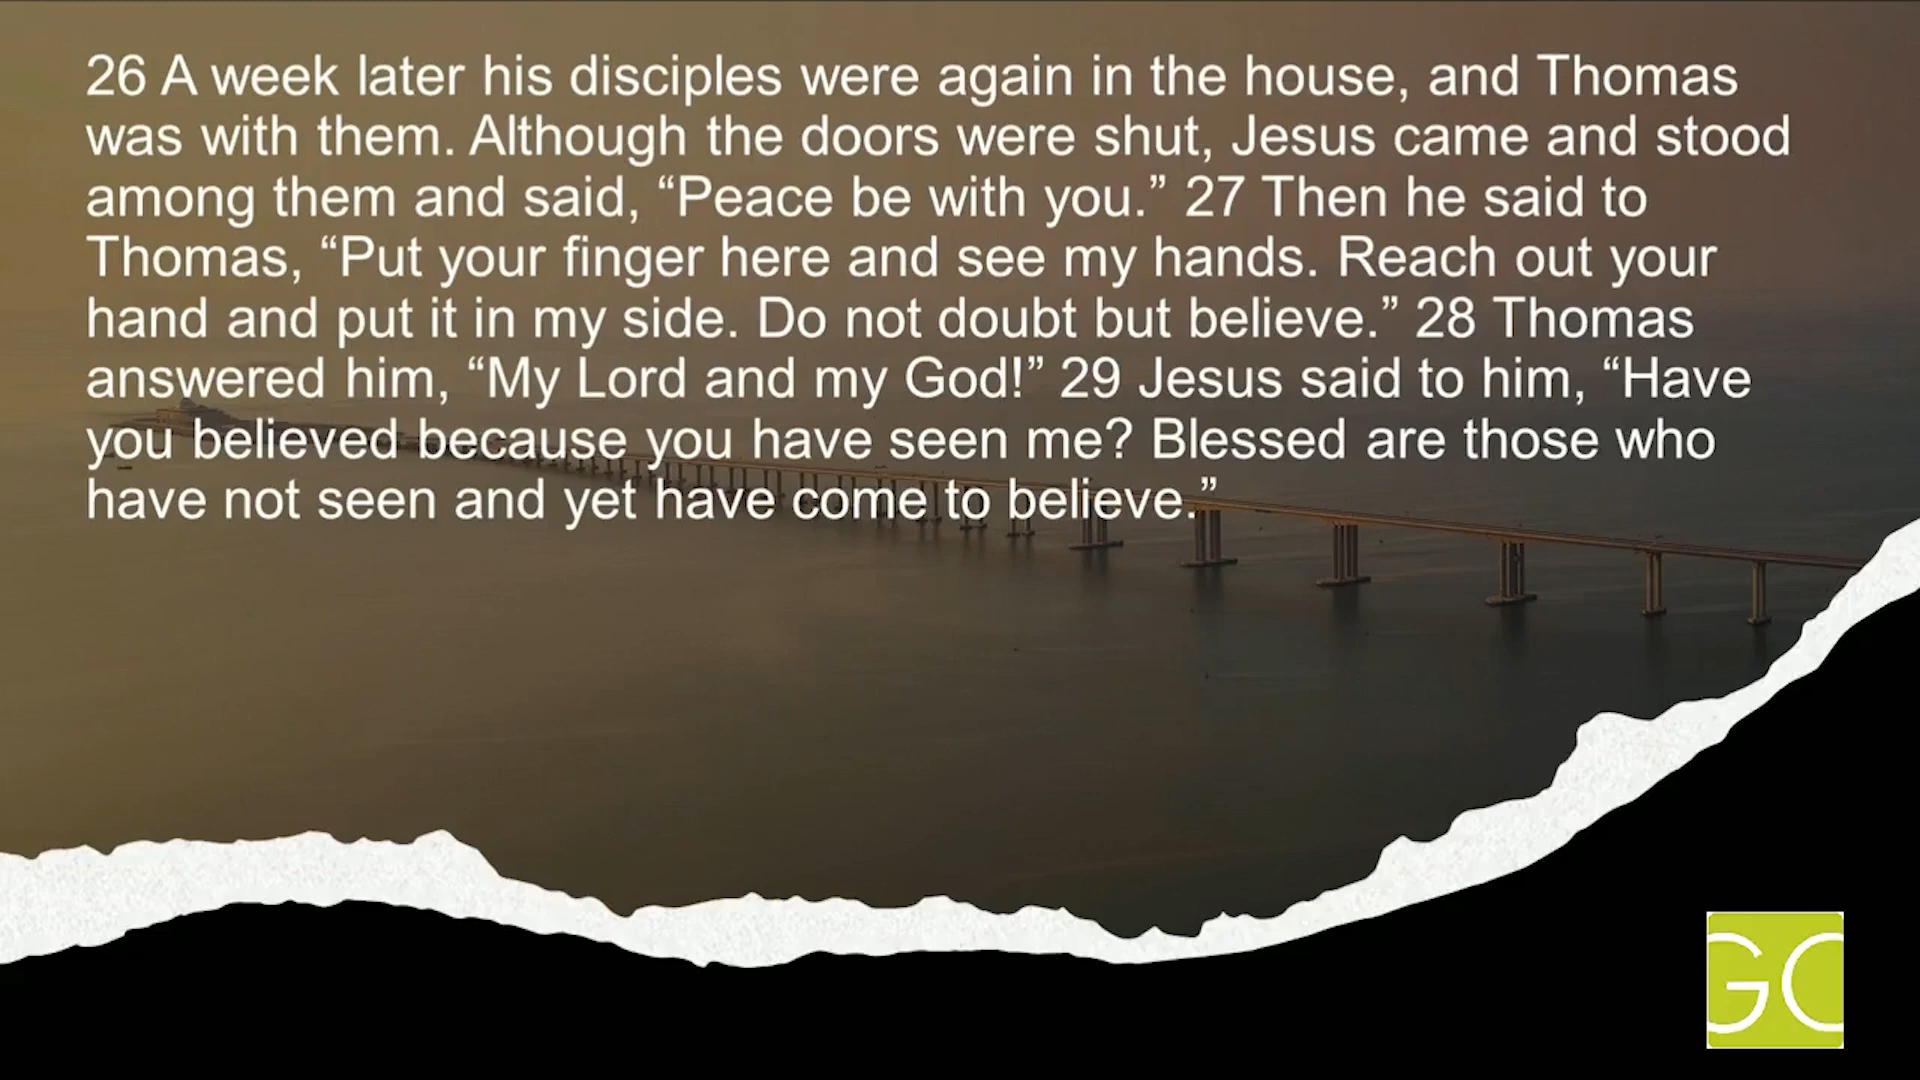 26 A week later his disciples were again in the house, and Thomas
was with them. Although the doors were shut, Jesus came and stood
among them and said, “Peace be with you.” 27 Then he said to
Thomas, “Put your finger here and see my hands. Reach out your
hand and put it in my side. Do not doubt but believe.” 28 Thomas
answered him, “My Lord and my God!” 29 Jesus said to him, “Have
you believed because you have seen me? Blessed are those who
have not seen and yet have come to believe.”
GC